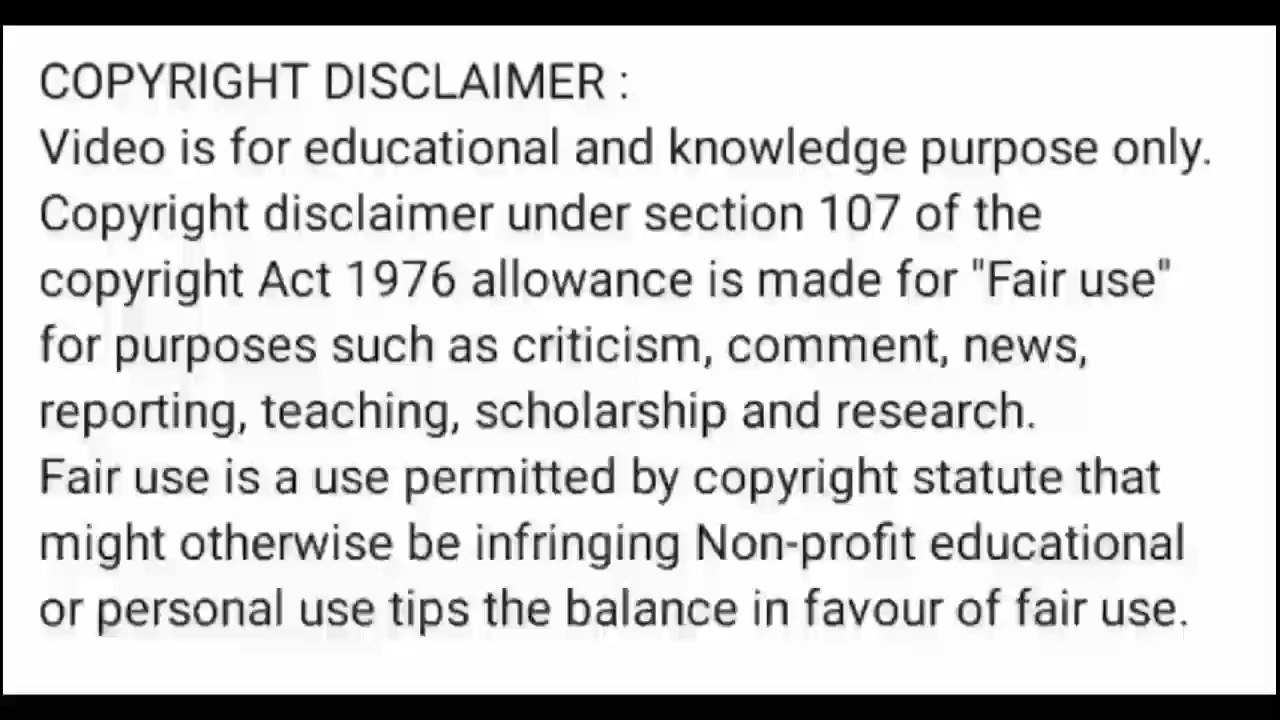 COPYRIGHT DISCLAIMER :
Video is for educational and knowledge purpose only.
Copyright disclaimer under section 107 of the
copyright Act 1976 allowance is made for "Fair use"
for purposes such as criticism, comment, news,
reporting, teaching, scholarship and research.
Fair use is a use permitted by copyright statute that
might otherwise be infringing Non-profit educational
or personal use tips the balance in favour of fair use.